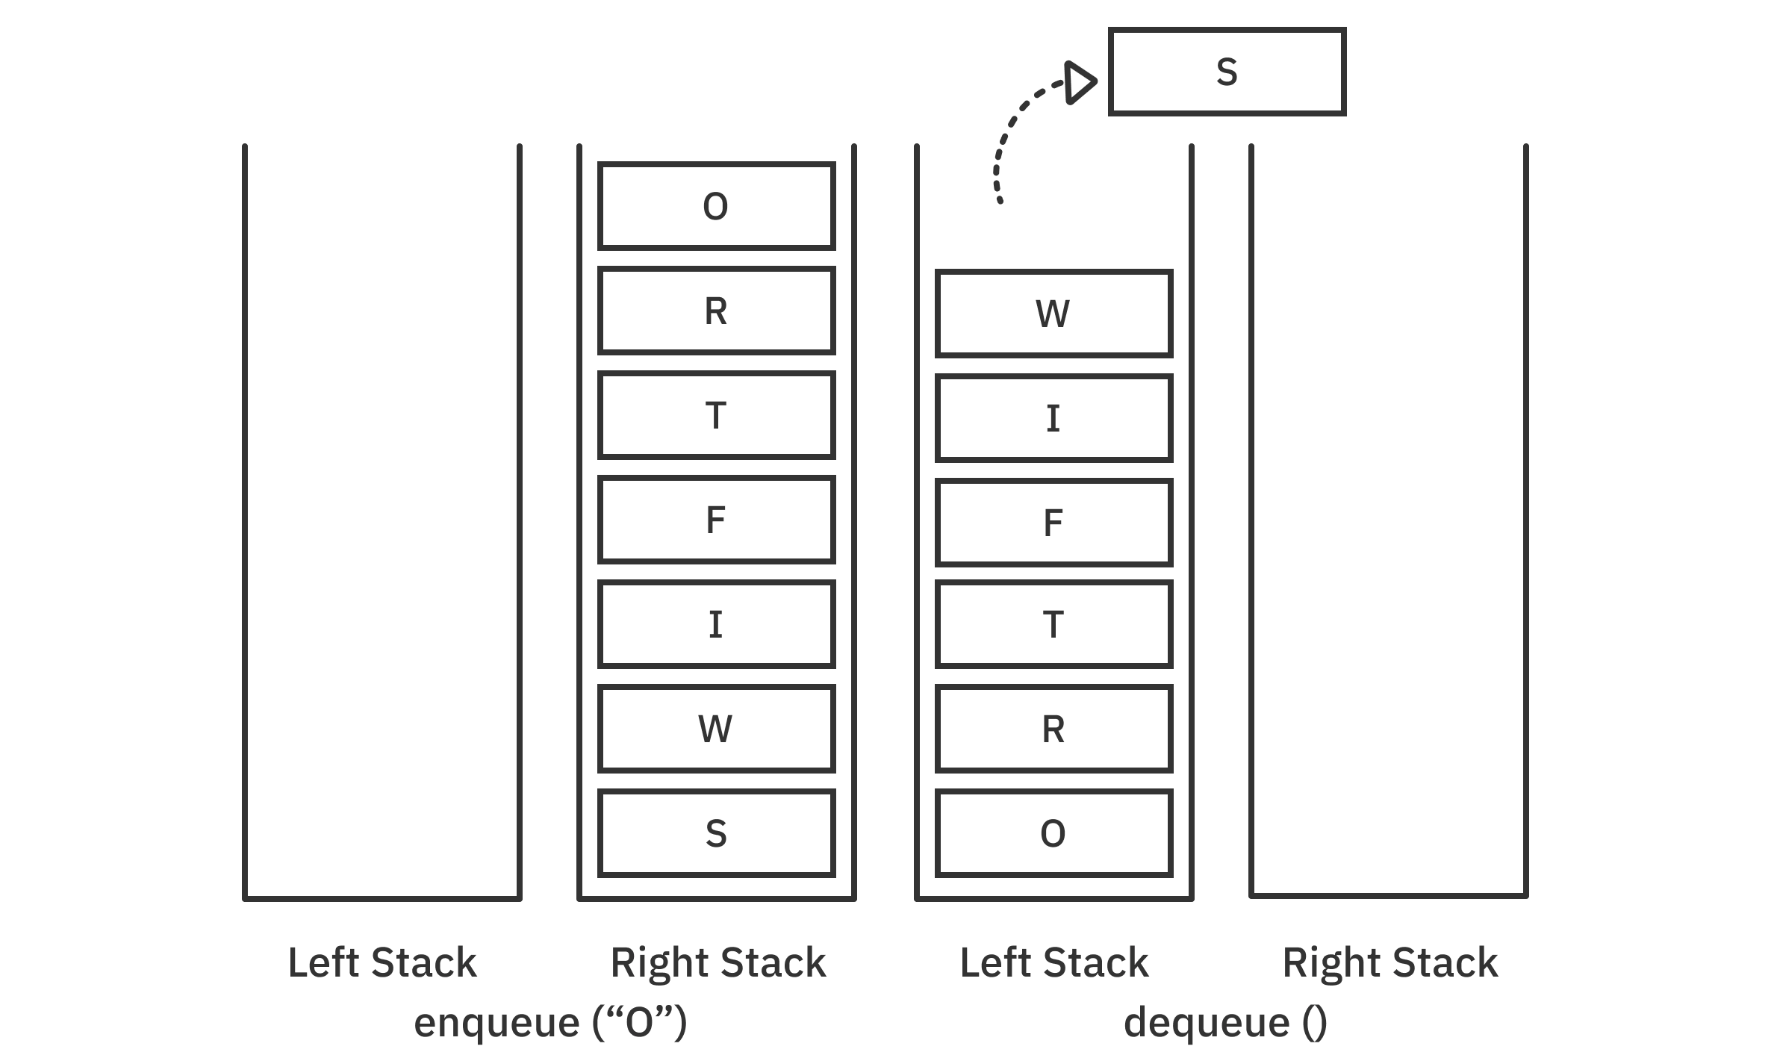 S
O
R
T
F
I
W
S
W
I
F
T
R
O
Left Stack
Right Stack
enqueue (“O”)
Left Stack
Right Stack
dequeue ()